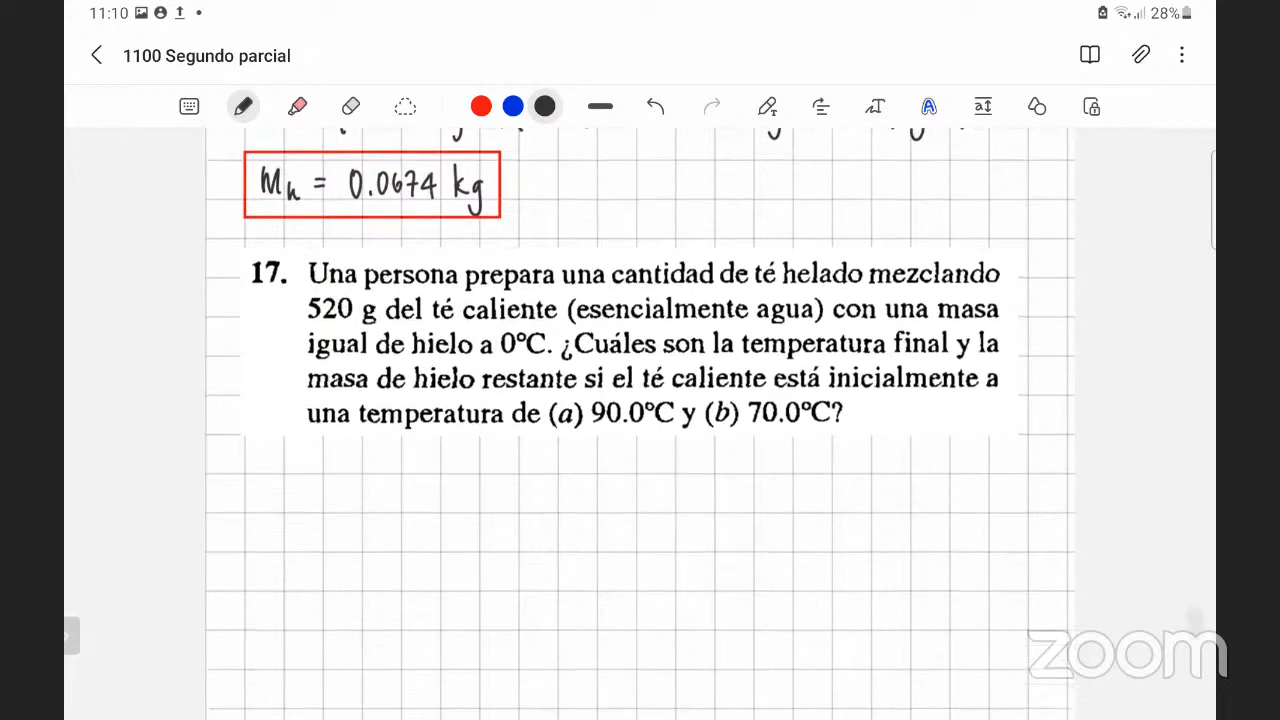 11:10
28%
1100 Segundo parcial
Mh = 0.0674 kg
17. Una persona prepara una cantidad de té helado mezclando
520 g del té caliente (esencialmente agua) con una masa
igual de hielo a 0°C. ¿Cuáles son la temperatura final y la
masa de hielo restante si el té caliente está inicialmente a
una temperatura de (a) 90.0°C y (b) 70.0°C?
zoom